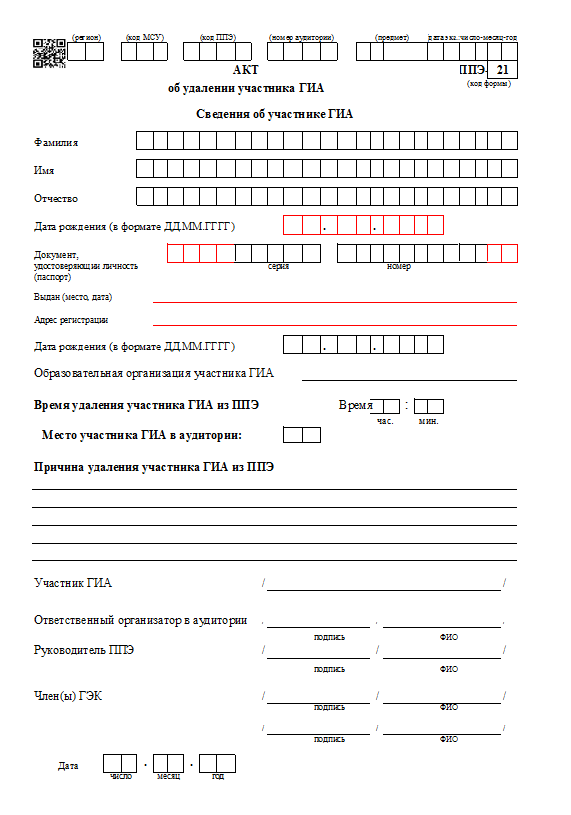 (регион) (код МСУ) (код ППЭ) (номер аудитории) (предмет) дата экз.:число-месяц-год
АКТ ППЭ- 21
(код формы)
об удалении участника ГИА
Сведения об участнике ГИА
Фамилия
Имя
Отчество
Дата рождения (в формате ДД.ММ.ГГГГ) . .
Документ,
удостоверяющий личность серия номер
(паспорт)
Выдан (место, дата)
Адрес регистрации
Дата рождения (в формате ДД.ММ.ГГГГ) . .
Образовательная организация участника ГИА
Время удаления участника ГИА из ППЭ Время :
час. мин.
Место участника ГИА в аудитории:
Причина удаления участника ГИА из ППЭ
Участник ГИА / /
Ответственный организатор в аудитории
подпись ФИО
Руководитель ППЭ / / /
подпись ФИО
Член(ы) ГЭК / / /
подпись ФИО
/ / /
подпись ФИО
Дата . .
число месяц год